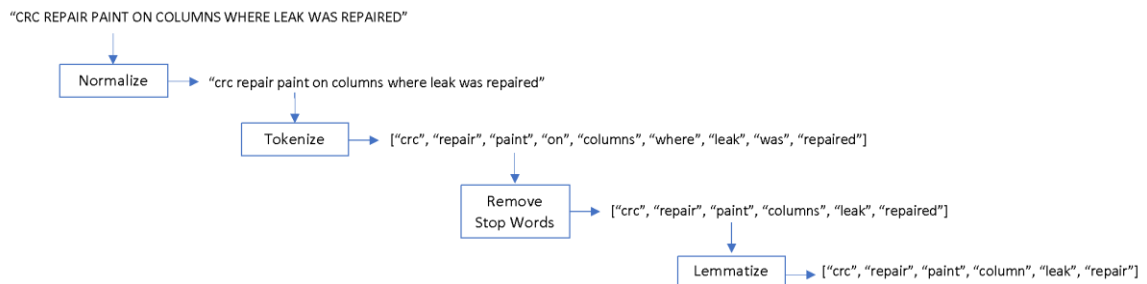 “CRC REPAIR PAINT ON COLUMNS WHERE LEAK WAS REPAIRED”
Normalize
“crc repair paint on columns where leak was repaired”
Tokenize
[“crc”, “repair”, “paint”, “on”, “columns”, “where”, “leak”, “was”, “repaired”]
Remove
Stop Words
[“crc”, “repair”, “paint”, “columns”, “leak”, “repaired”]
Lemmatize
[“crc”, “repair”, “paint”, “column”, “leak”, “repair”]